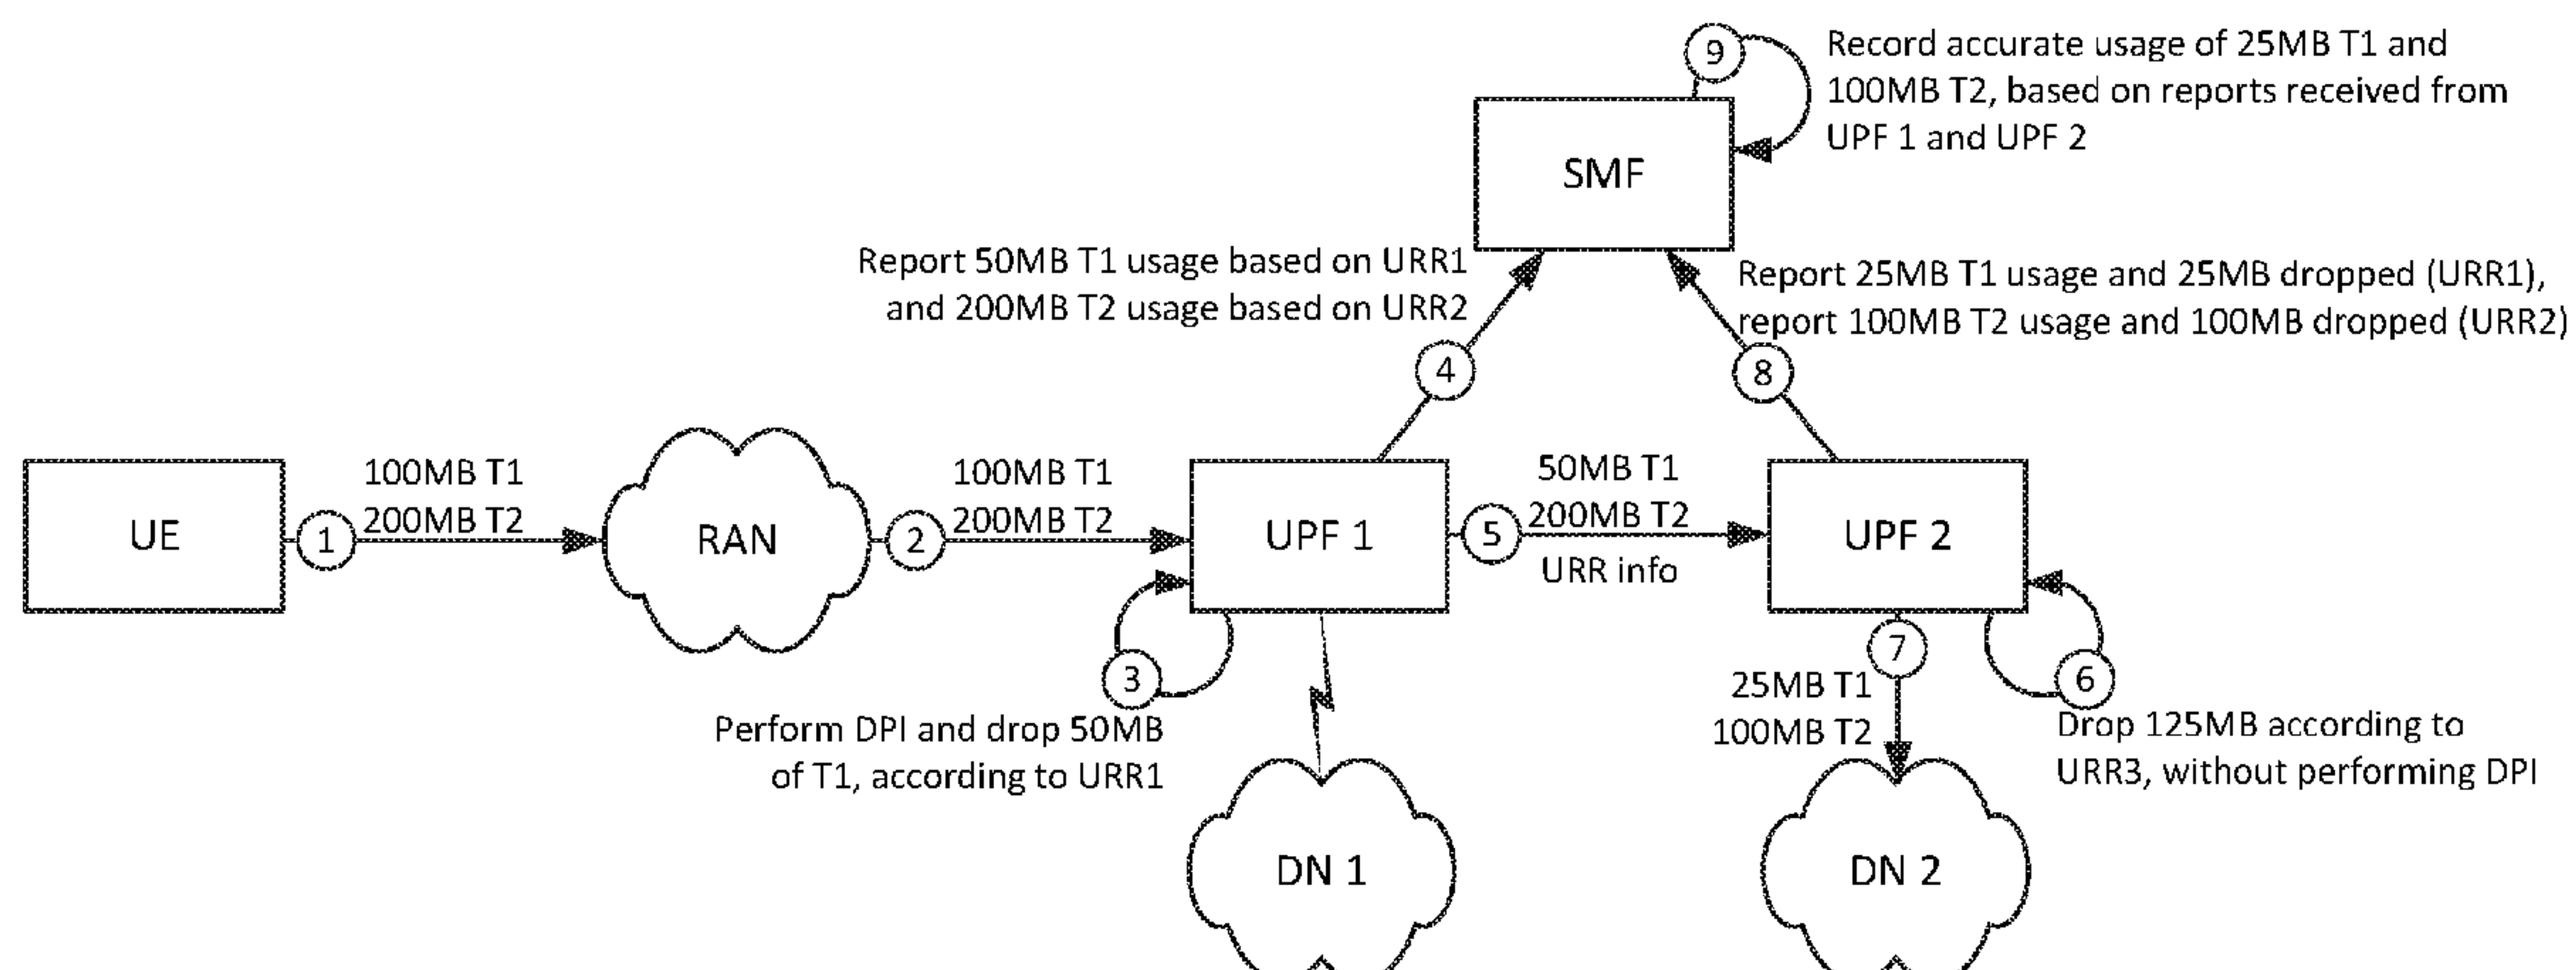 9
Record accurate usage of 25MB T1 and
100MB T2, based on reports received from
UPF 1 and UPF 2
SMF
Report 50MB T1 usage based on URR1
and 200MB T2 usage based on URR2
Report 25MB T1 usage and 25MB dropped (URR1),
report 100MB T2 usage and 100MB dropped (URR2)
4
8
UE
1
100MB T1
200MB T2
RAN
2
100MB T1
200MB T2
UPF 1
5
50MB T1
200MB T2
URR info
UPF 2
3
Perform DPI and drop 50MB
of T1, according to URR1
7
25MB T1
100MB T2
6
Drop 125MB according to
URR3, without performing DPI
DN 1
DN 2